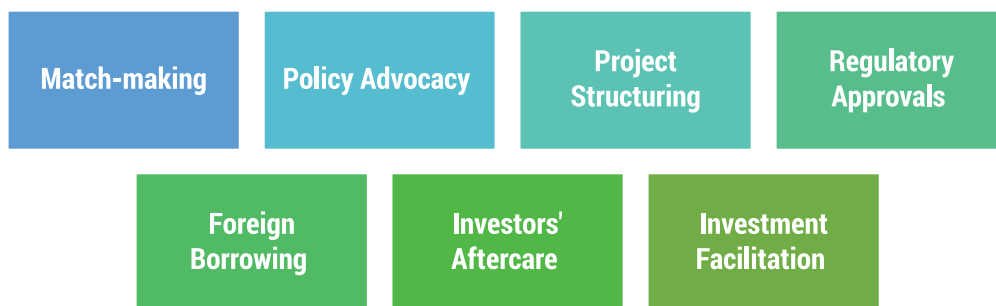 Match-making
Policy Advocacy
Project
Structuring
Regulatory
Approvals
Foreign
Borrowing
Investors'
Aftercare
Investment
Facilitation